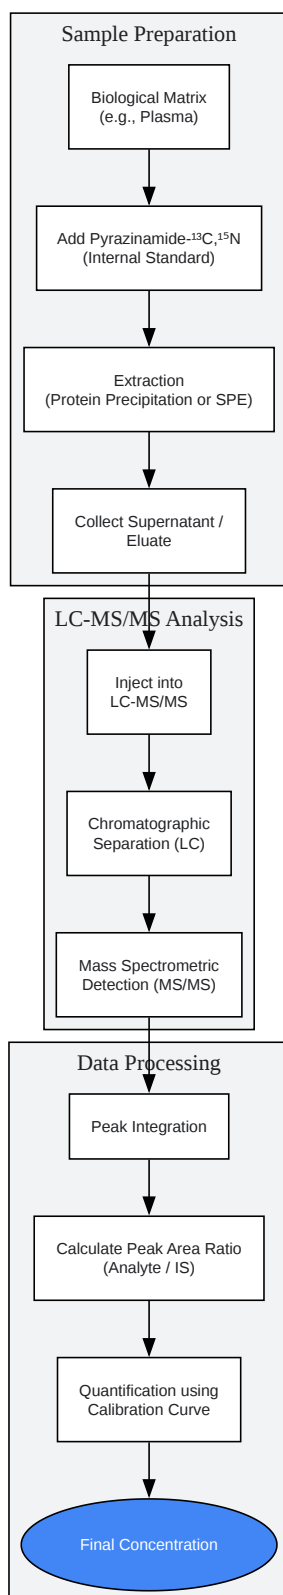 Sample Preparation
Biological Matrix
(e.g., Plasma)
Add Pyrazinamide-¹³C,¹⁵N
(Internal Standard)
Extraction
(Protein Precipitation or SPE)
Collect Supernatant /
Eluate
LC-MS/MS Analysis
Inject into
LC-MS/MS
Chromatographic
Separation (LC)
Mass Spectrometric
Detection (MS/MS)
Data Processing
Peak Integration
Calculate Peak Area Ratio
(Analyte / IS)
Quantification using
Calibration Curve
Final Concentration